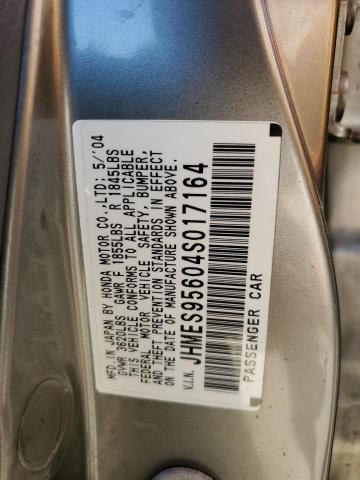 MFD. IN JAPAN BY HONDA MOTOR CO.,LTD; 5/'04
GVWR 3620LBS GAWR F 1855LBS R 1845LBS
THIS VEHICLE CONFORMS TO ALL APPLICABLE
FEDERAL MOTOR VEHICLE SAFETY, BUMPER,
AND THEFT PREVENTION STANDARDS IN EFFECT
ON THE DATE OF MANUFACTURE SHOWN ABOVE.
V.I.N. JHMES95604S017164
PASSENGER CAR